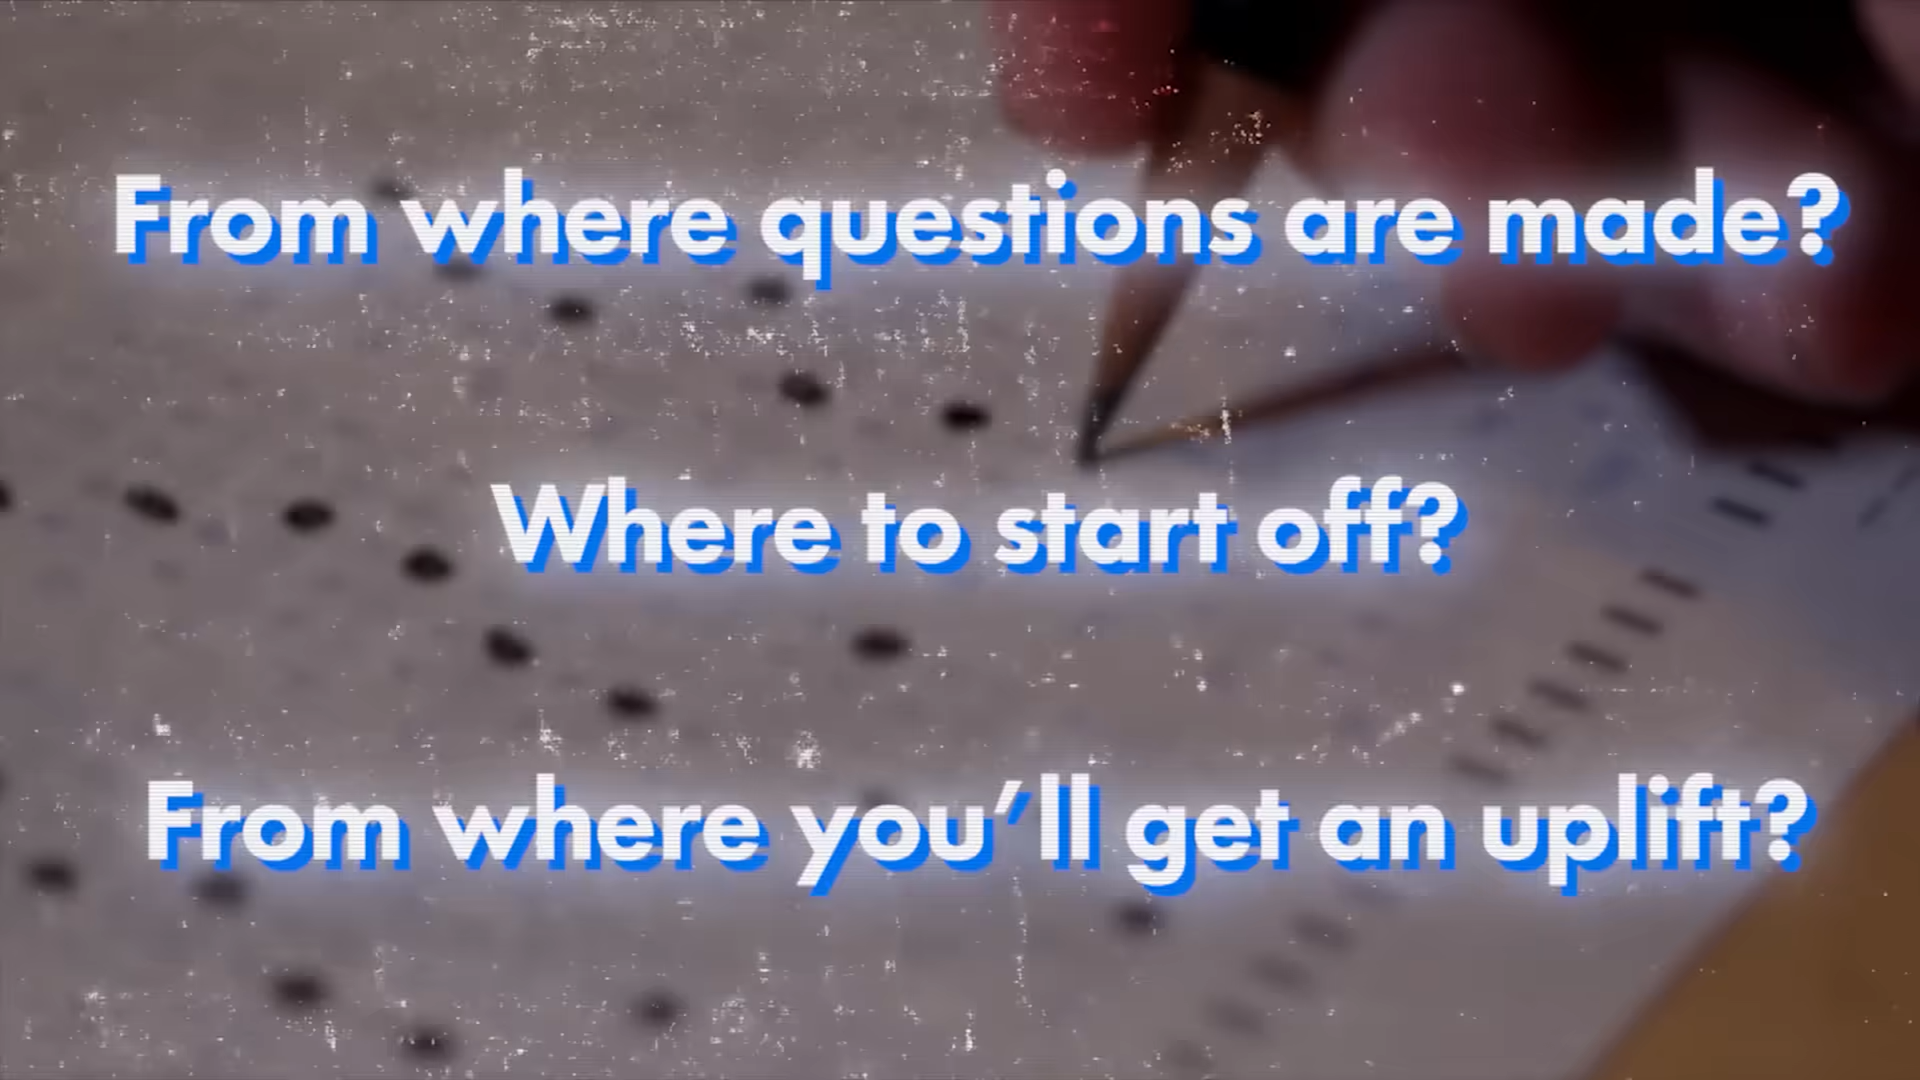 From where questions are made?
Where to start off?
From where you'll get an uplift?